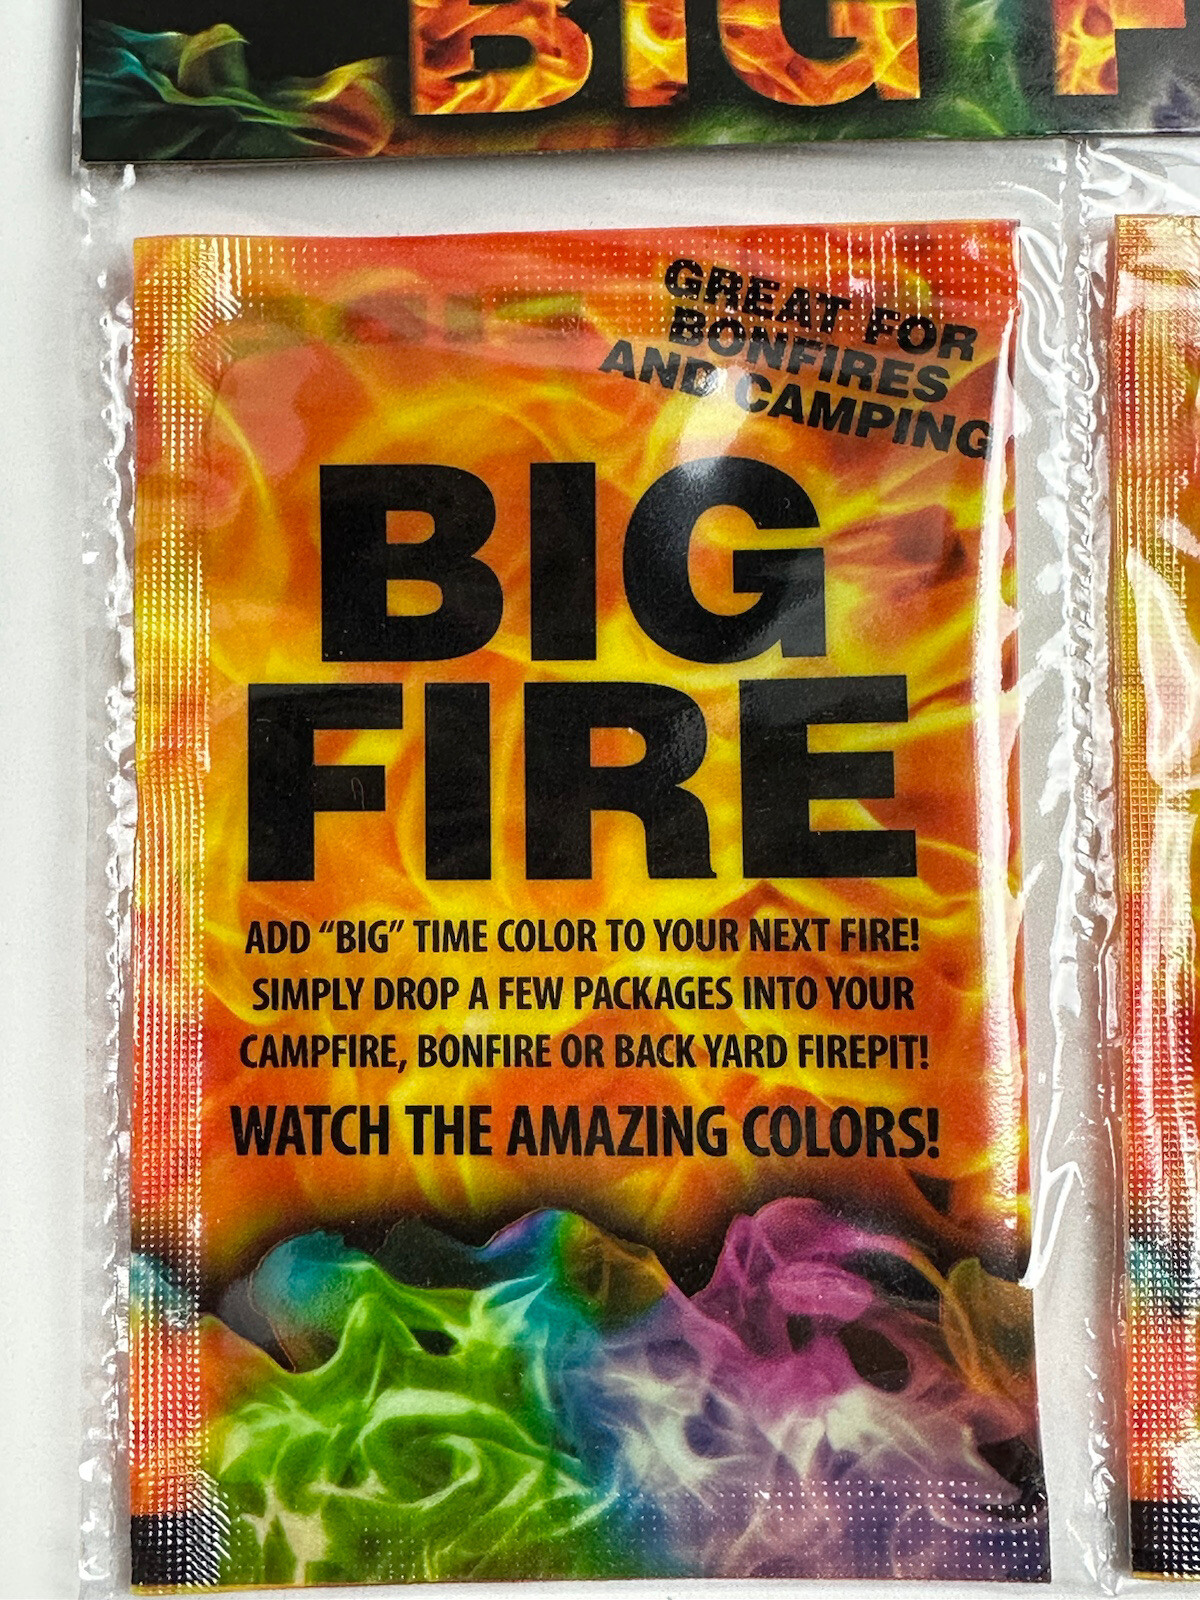 BIG F
GREAT FOR
BONFIRES
AND CAMPING
BIG
FIRE
ADD “BIG” TIME COLOR TO YOUR NEXT FIRE!
SIMPLY DROP A FEW PACKAGES INTO YOUR
CAMPFIRE, BONFIRE OR BACK YARD FIREPIT!
WATCH THE AMAZING COLORS!